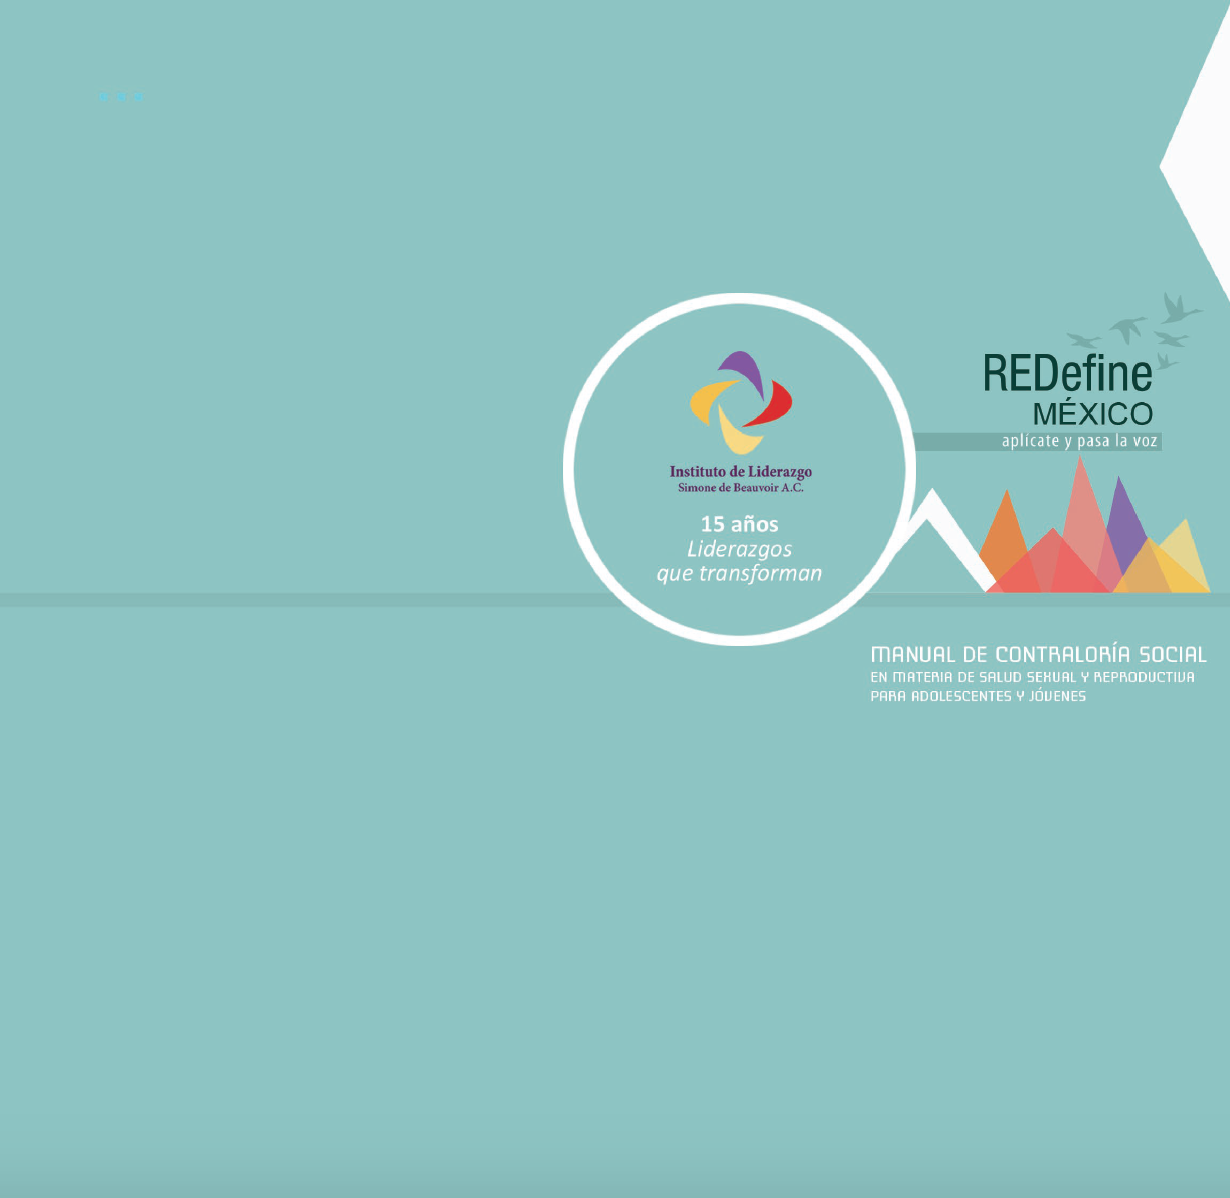 REDefine
MÉXICO
aplícate y pasa la voz
Instituto de Liderazgo
Simone de Beauvoir A.C.
15 años
Liderazgos
que transforman
MANUAL DE CONTRALORÍA SOCIAL
EN MATERIA DE SALUD SEXUAL Y REPRODUCTIVA
PARA ADOLESCENTES Y JÓVENES